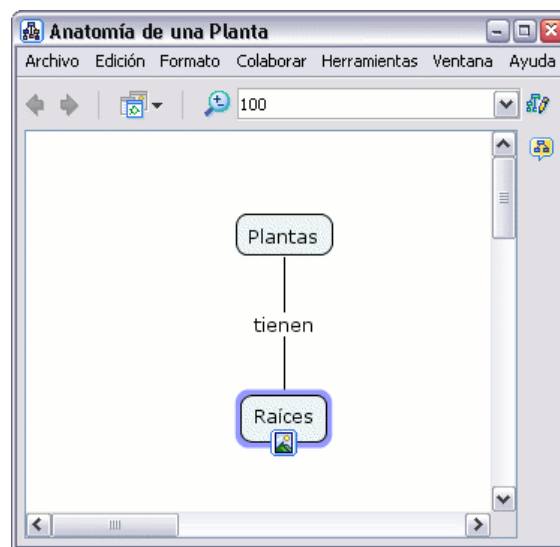 Anatomía de una Planta
Archivo Edición Formato Colaborar Herramientas Ventana Ayuda
100
Plantas
tienen
Raíces